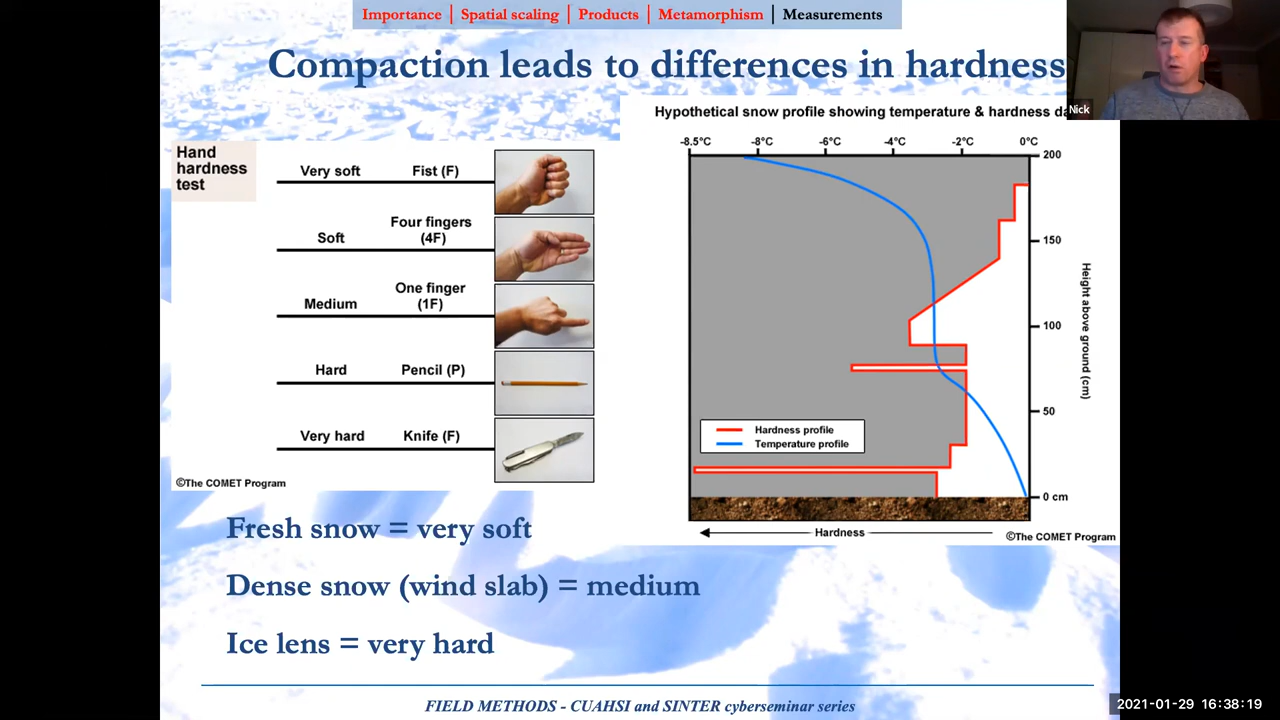 Importance | Spatial scaling | Products | Metamorphism | Measurements
Compaction leads to differences in hardness
Nick
Hand
hardness
test
Very soft Fist (F)
Soft Four fingers
(4F)
Medium One finger
(1F)
Hard Pencil (P)
Very hard Knife (F)
©The COMET Program
Hypothetical snow profile showing temperature & hardness da
-8.5°C -8°C -6°C -4°C -2°C 0°C
200
150
100
50
0 cm
Height above ground (cm)
Hardness profile
Temperature profile
Hardness
©The COMET Program
Fresh snow = very soft
Dense snow (wind slab) = medium
Ice lens = very hard
FIELD METHODS - CUAHSI and SINTER cyberseminar series
2021-01-29 16:38:19